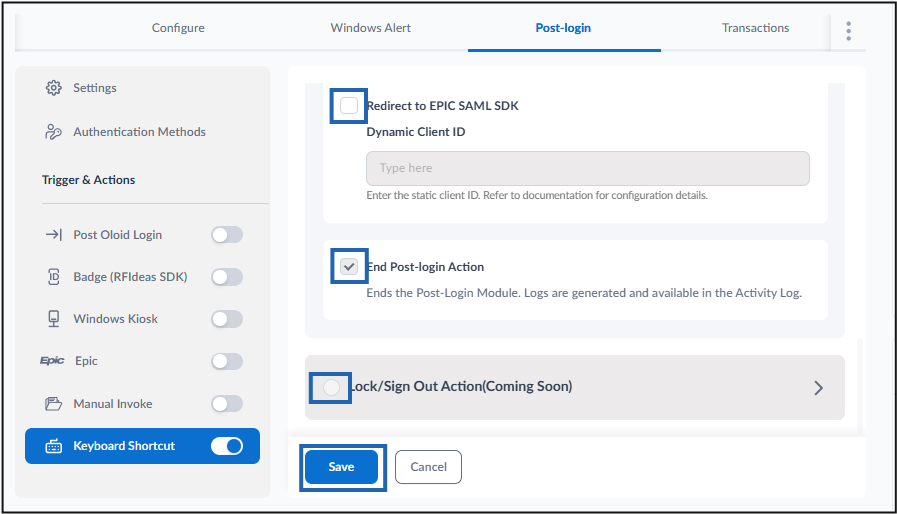 Configure
Windows Alert
Post-login
Transactions
Settings
Authentication Methods
Trigger & Actions
Post Oloid Login
Badge (RFIdeas SDK)
Windows Kiosk
Epic Epic
Manual Invoke
Keyboard Shortcut
Redirect to EPIC SAML SDK
Dynamic Client ID
Type here
Enter the static client ID. Refer to documentation for configuration details.
End Post-login Action
Ends the Post-Login Module. Logs are generated and available in the Activity Log.
Lock/Sign Out Action(Coming Soon)
Save
Cancel